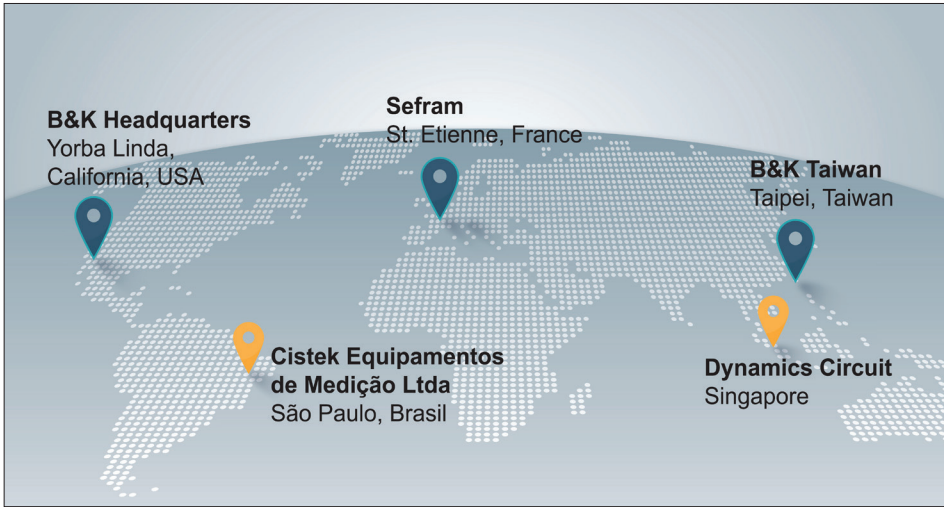 B&K Headquarters
Yorba Linda,
California, USA
Sefram
St. Etienne, France
B&K Taiwan
Taipei, Taiwan
Cistek Equipamentos
de Medição Ltda
São Paulo, Brasil
Dynamics Circuit
Singapore